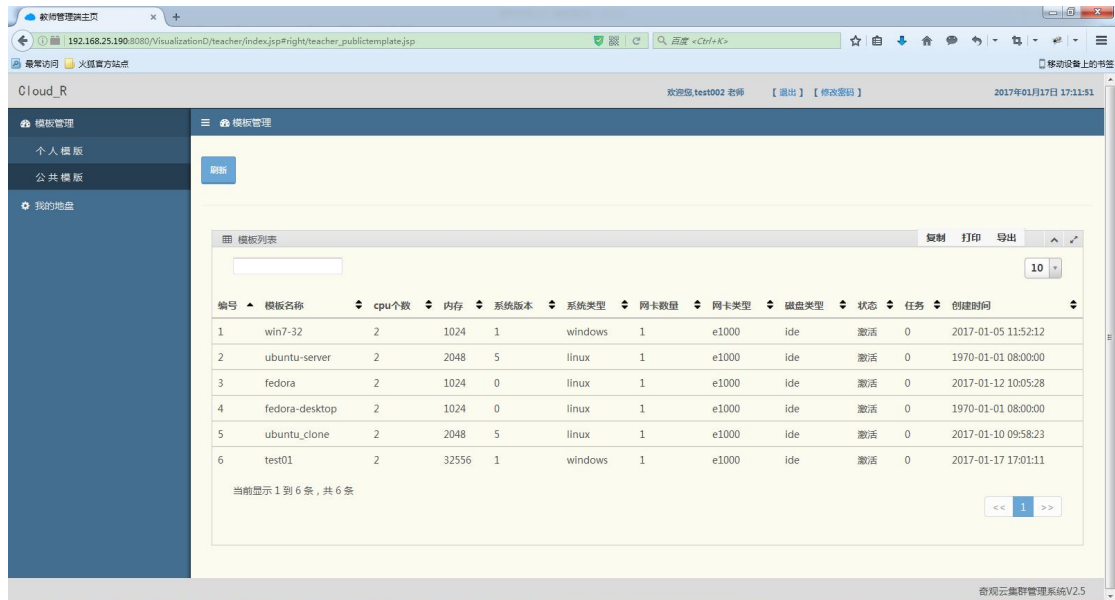 教师管理端主页
192.168.25.190:8080/VisualizationD/teacher/index.jsp#right/teacher_publictemplate.jsp
百度 <Ctrl+K>
最常访问 火狐官方站点 移动设备上的书签
Cloud_R 欢迎您,test002 老师 【 退出 】 【 修改密码 】 2017年01月17日 17:11:51
模板管理 模板管理
个人模版
公共模版
刷新
我的地盘
模板列表 复制 打印 导出
10
编号 模板名称 cpu个数 内存 系统版本 系统类型 网卡数量 网卡类型 磁盘类型 状态 任务 创建时间
1 win7-32 2 1024 1 windows 1 e1000 ide 激活 0 2017-01-05 11:52:12
2 ubuntu-server 2 2048 5 linux 1 e1000 ide 激活 0 1970-01-01 08:00:00
3 fedora 2 1024 0 linux 1 e1000 ide 激活 0 2017-01-12 10:05:28
4 fedora-desktop 2 1024 0 linux 1 e1000 ide 激活 0 1970-01-01 08:00:00
5 ubuntu_clone 2 2048 5 linux 1 e1000 ide 激活 0 2017-01-10 09:58:23
6 test01 2 32556 1 windows 1 e1000 ide 激活 0 2017-01-17 17:01:11
当前显示 1 到 6 条，共 6 条
<< 1 >>
奇观云集群管理系统V2.5